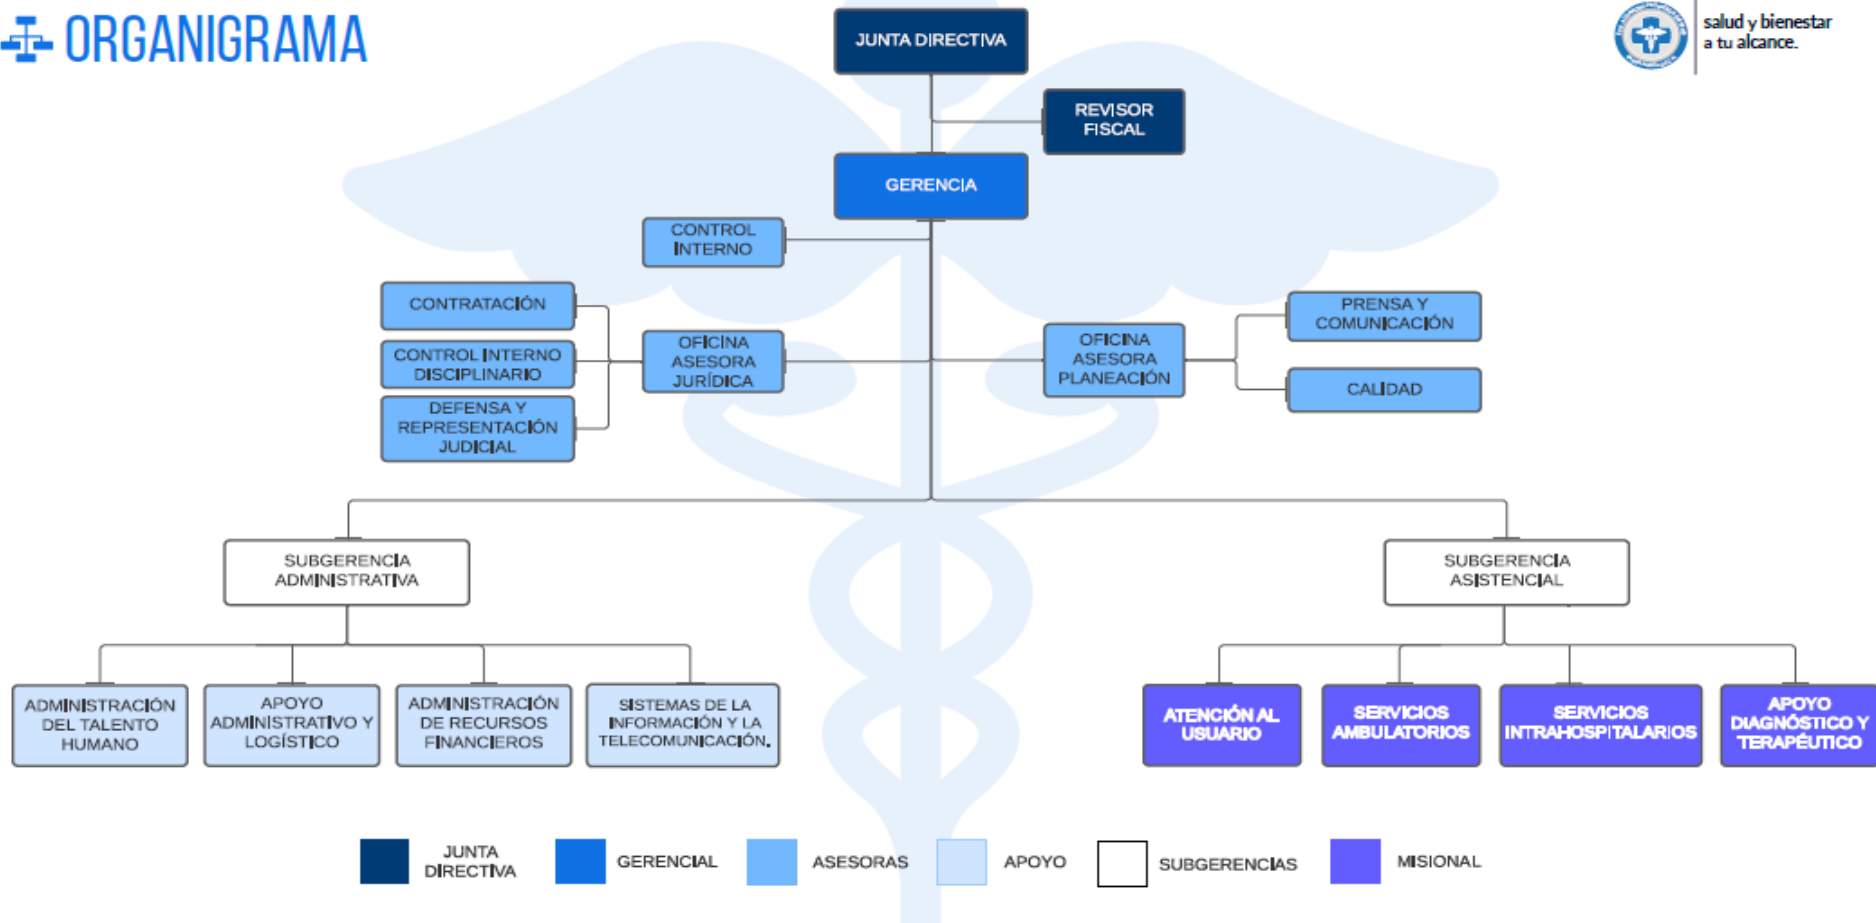 ORGANIGRAMA
salud y bienestar
a tu alcance.
JUNTA DIRECTIVA
REVISOR
FISCAL
GERENCIA
CONTROL
INTERNO
CONTRATACIÓN
CONTROL INTERNO
DISCIPLINARIO
DEFENSA Y
REPRESENTACIÓN
JUDICIAL
OFICINA
ASESORA
JURÍDICA
OFICINA
ASESORA
PLANEACIÓN
PRENSA Y
COMUNICACIÓN
CALIDAD
SUBGERENCIA
ADMINISTRATIVA
SUBGERENCIA
ASISTENCIAL
ADMINISTRACIÓN
DEL TALENTO
HUMANO
APOYO
ADMINISTRATIVO Y
LOGÍSTICO
ADMINISTRACIÓN
DE RECURSOS
FINANCIEROS
SISTEMAS DE LA
INFORMACIÓN Y LA
TELECOMUNICACIÓN.
ATENCIÓN AL
USUARIO
SERVICIOS
AMBULATORIOS
SERVICIOS
INTRAHOSPITALARIOS
APOYO
DIAGNÓSTICO Y
TERAPÉUTICO
JUNTA
DIRECTIVA
GERENCIAL
ASESORAS
APOYO
SUBGERENCIAS
MISIONAL